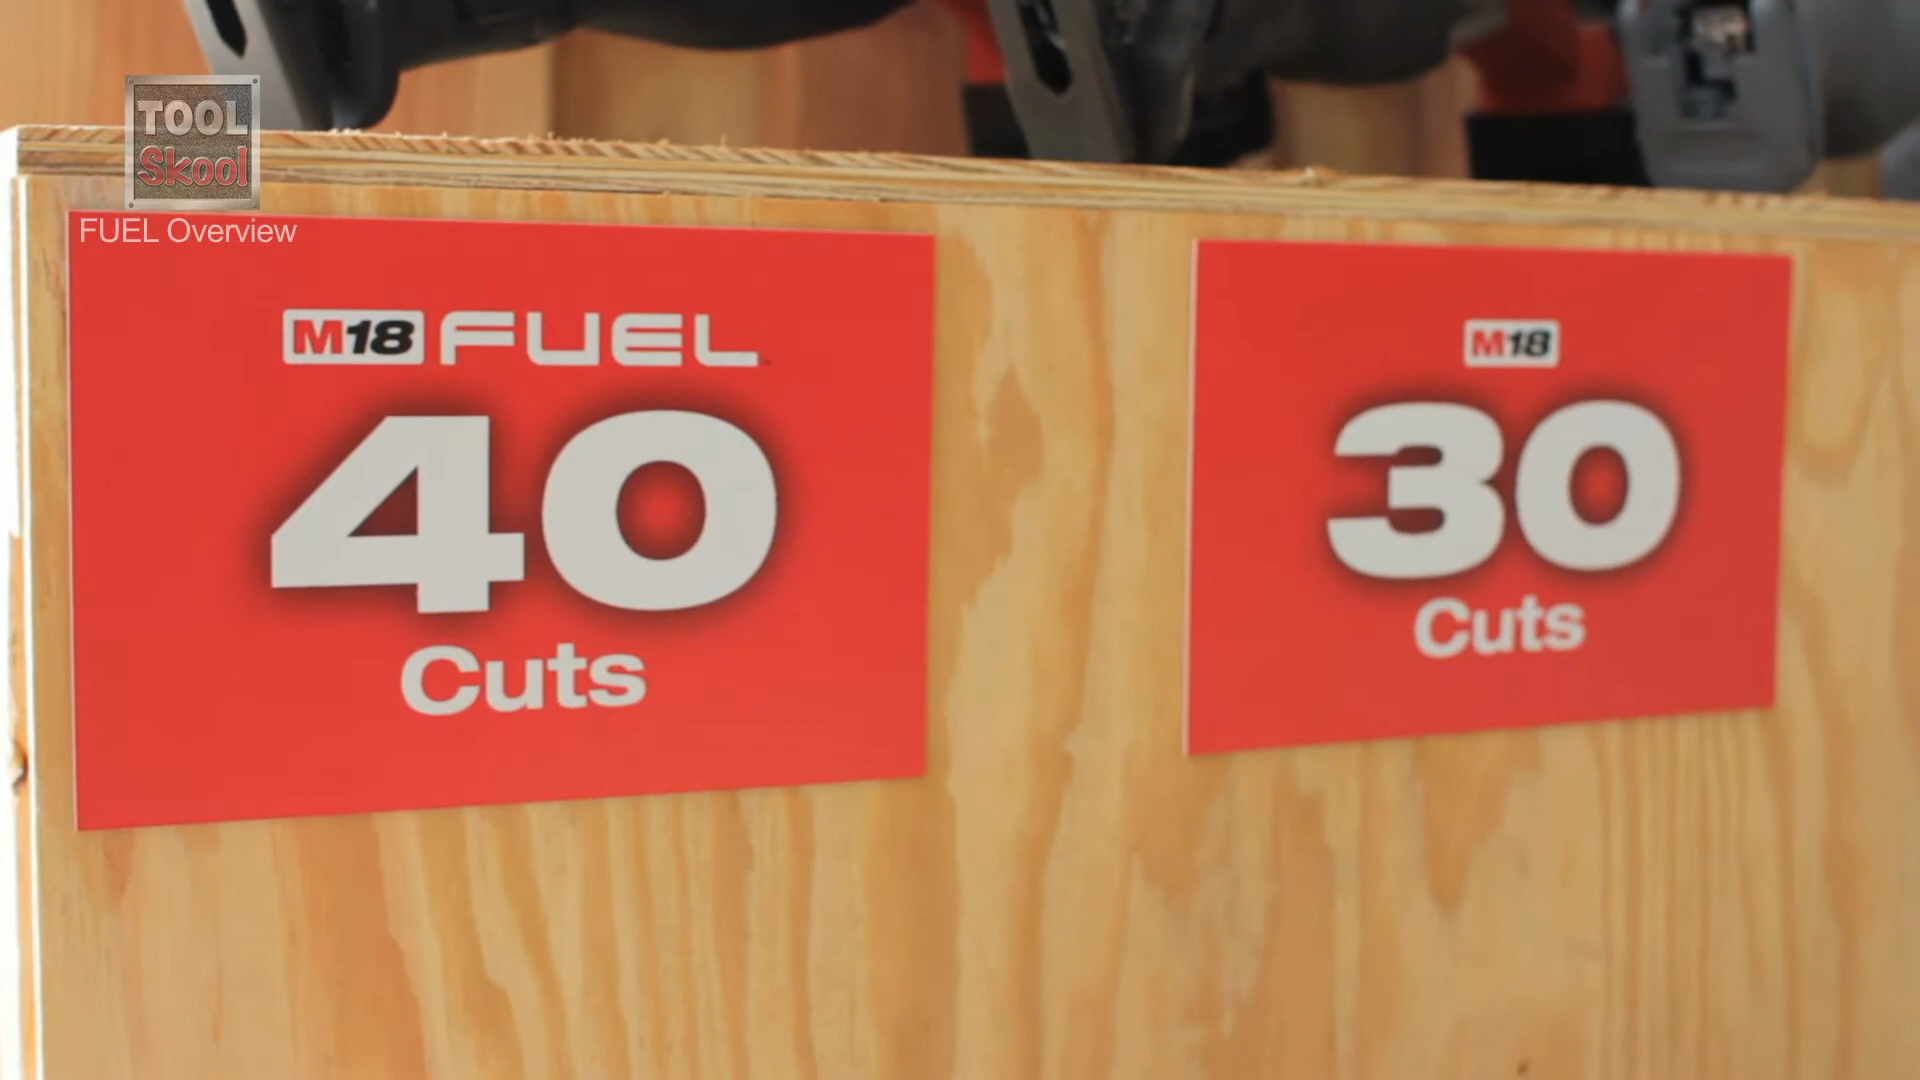 TOOL
Skool
FUEL Overview
M18 FUEL
40
Cuts
M18
30
Cuts